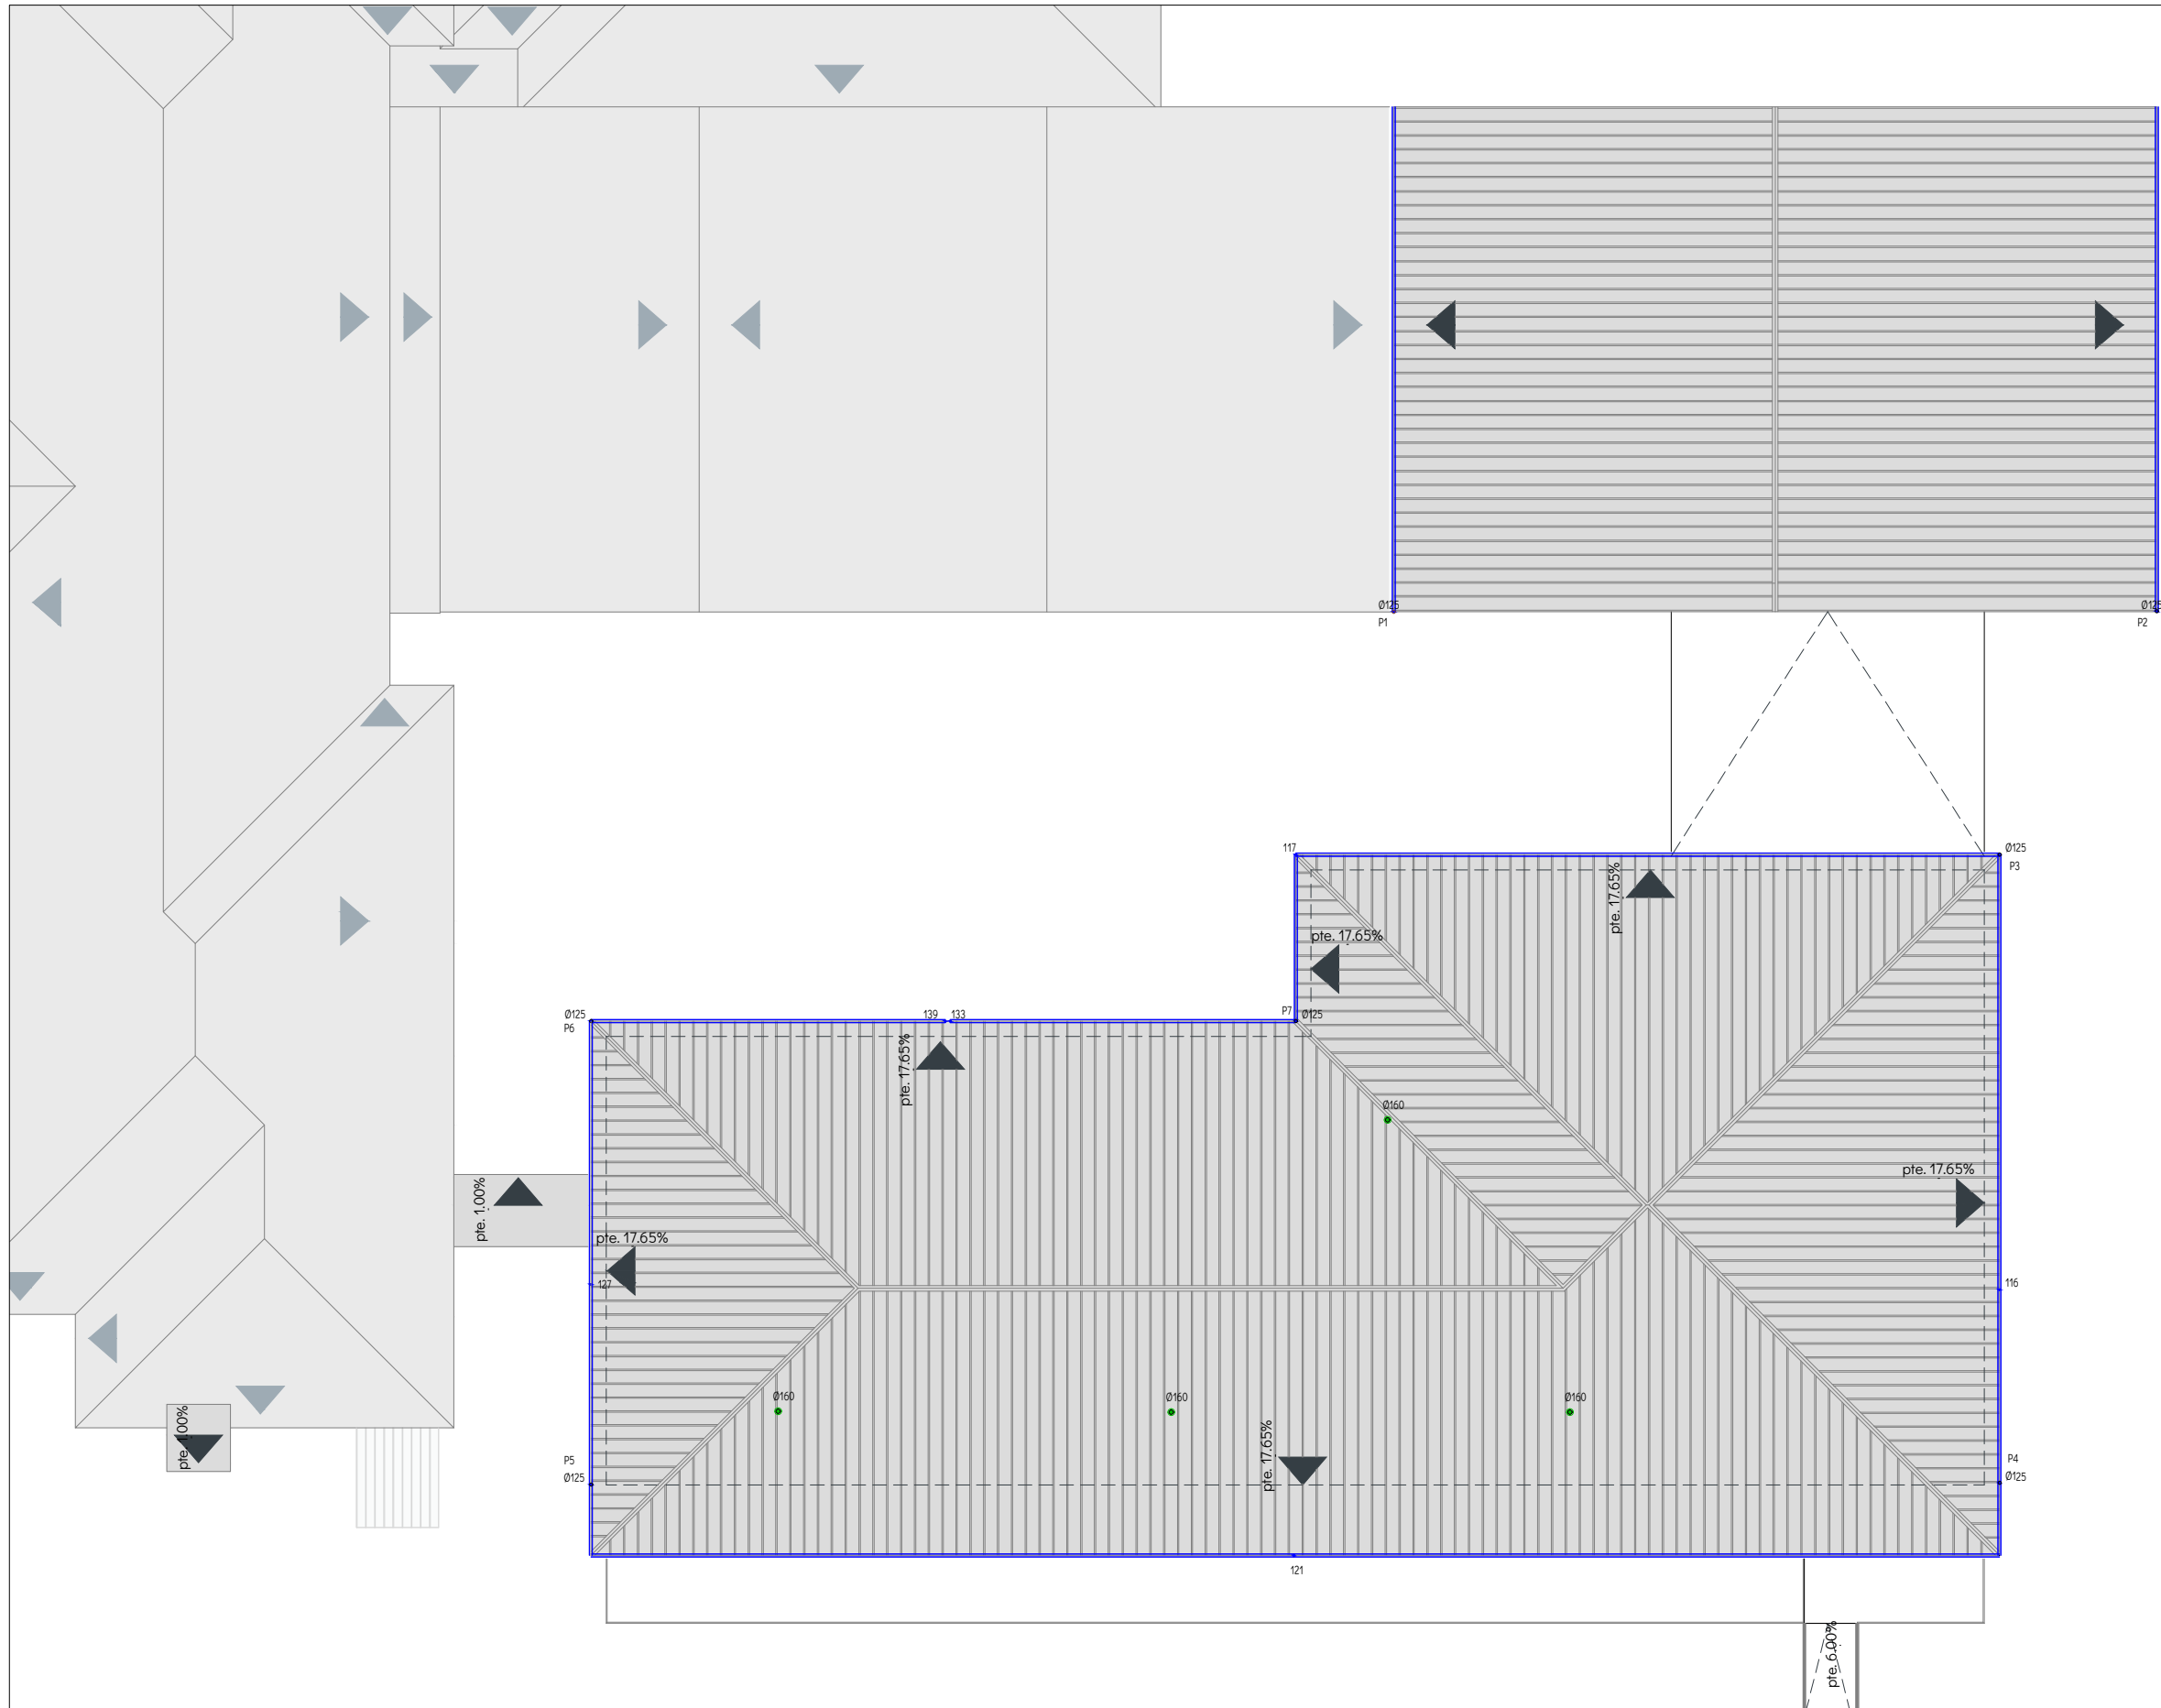 Ø125
P1
Ø125
P2
117
Ø125
P3
pte. 17.65%
pte. 17.65%
Ø125
P6
139
133
P7
Ø125
pte. 17.65%
Ø160
pte. 17.65%
pte. 1.00%
pte. 17.65%
127
116
Ø160
Ø160
Ø160
pte. 1.00%
pte. 17.65%
P5
Ø125
P4
Ø125
121
pte. 6.00%